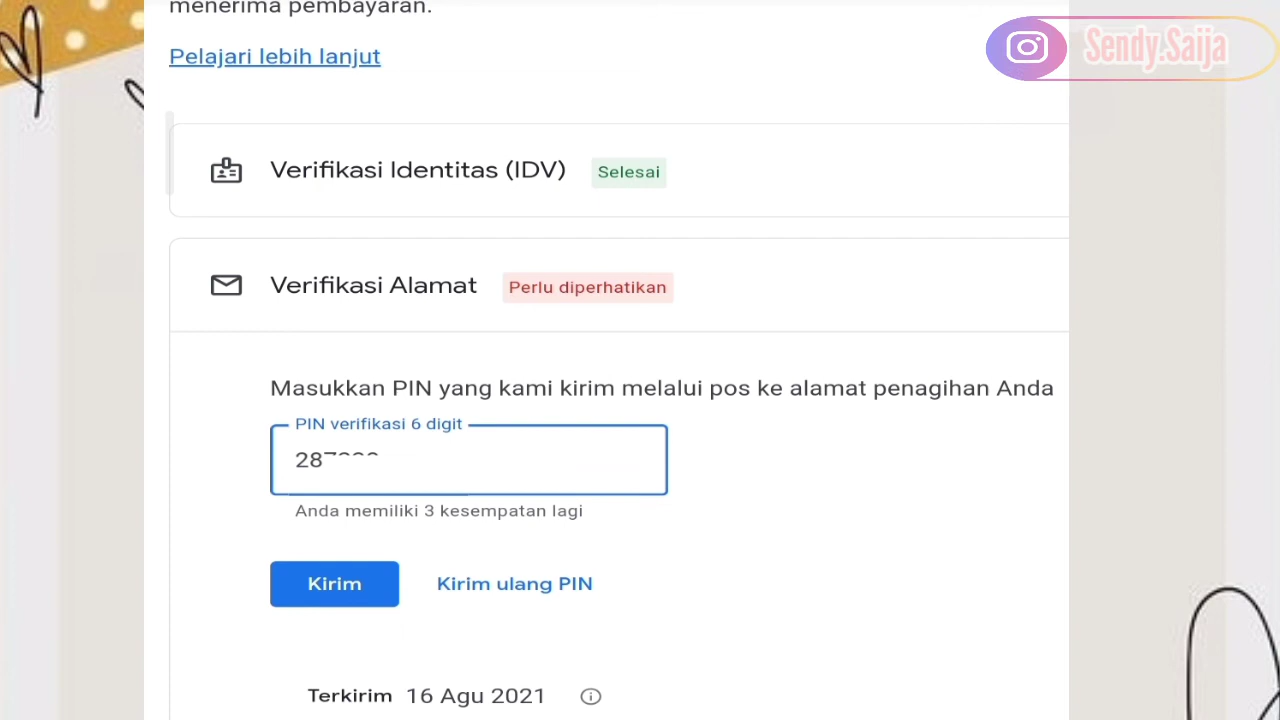 menerima pembayaran.
Pelajari lebih lanjut
Sendy.Saija
Verifikasi Identitas (IDV) Selesai
Verifikasi Alamat Perlu diperhatikan
Masukkan PIN yang kami kirim melalui pos ke alamat penagihan Anda
PIN verifikasi 6 digit
Anda memiliki 3 kesempatan lagi
Kirim Kirim ulang PIN
Terkirim 16 Agu 2021